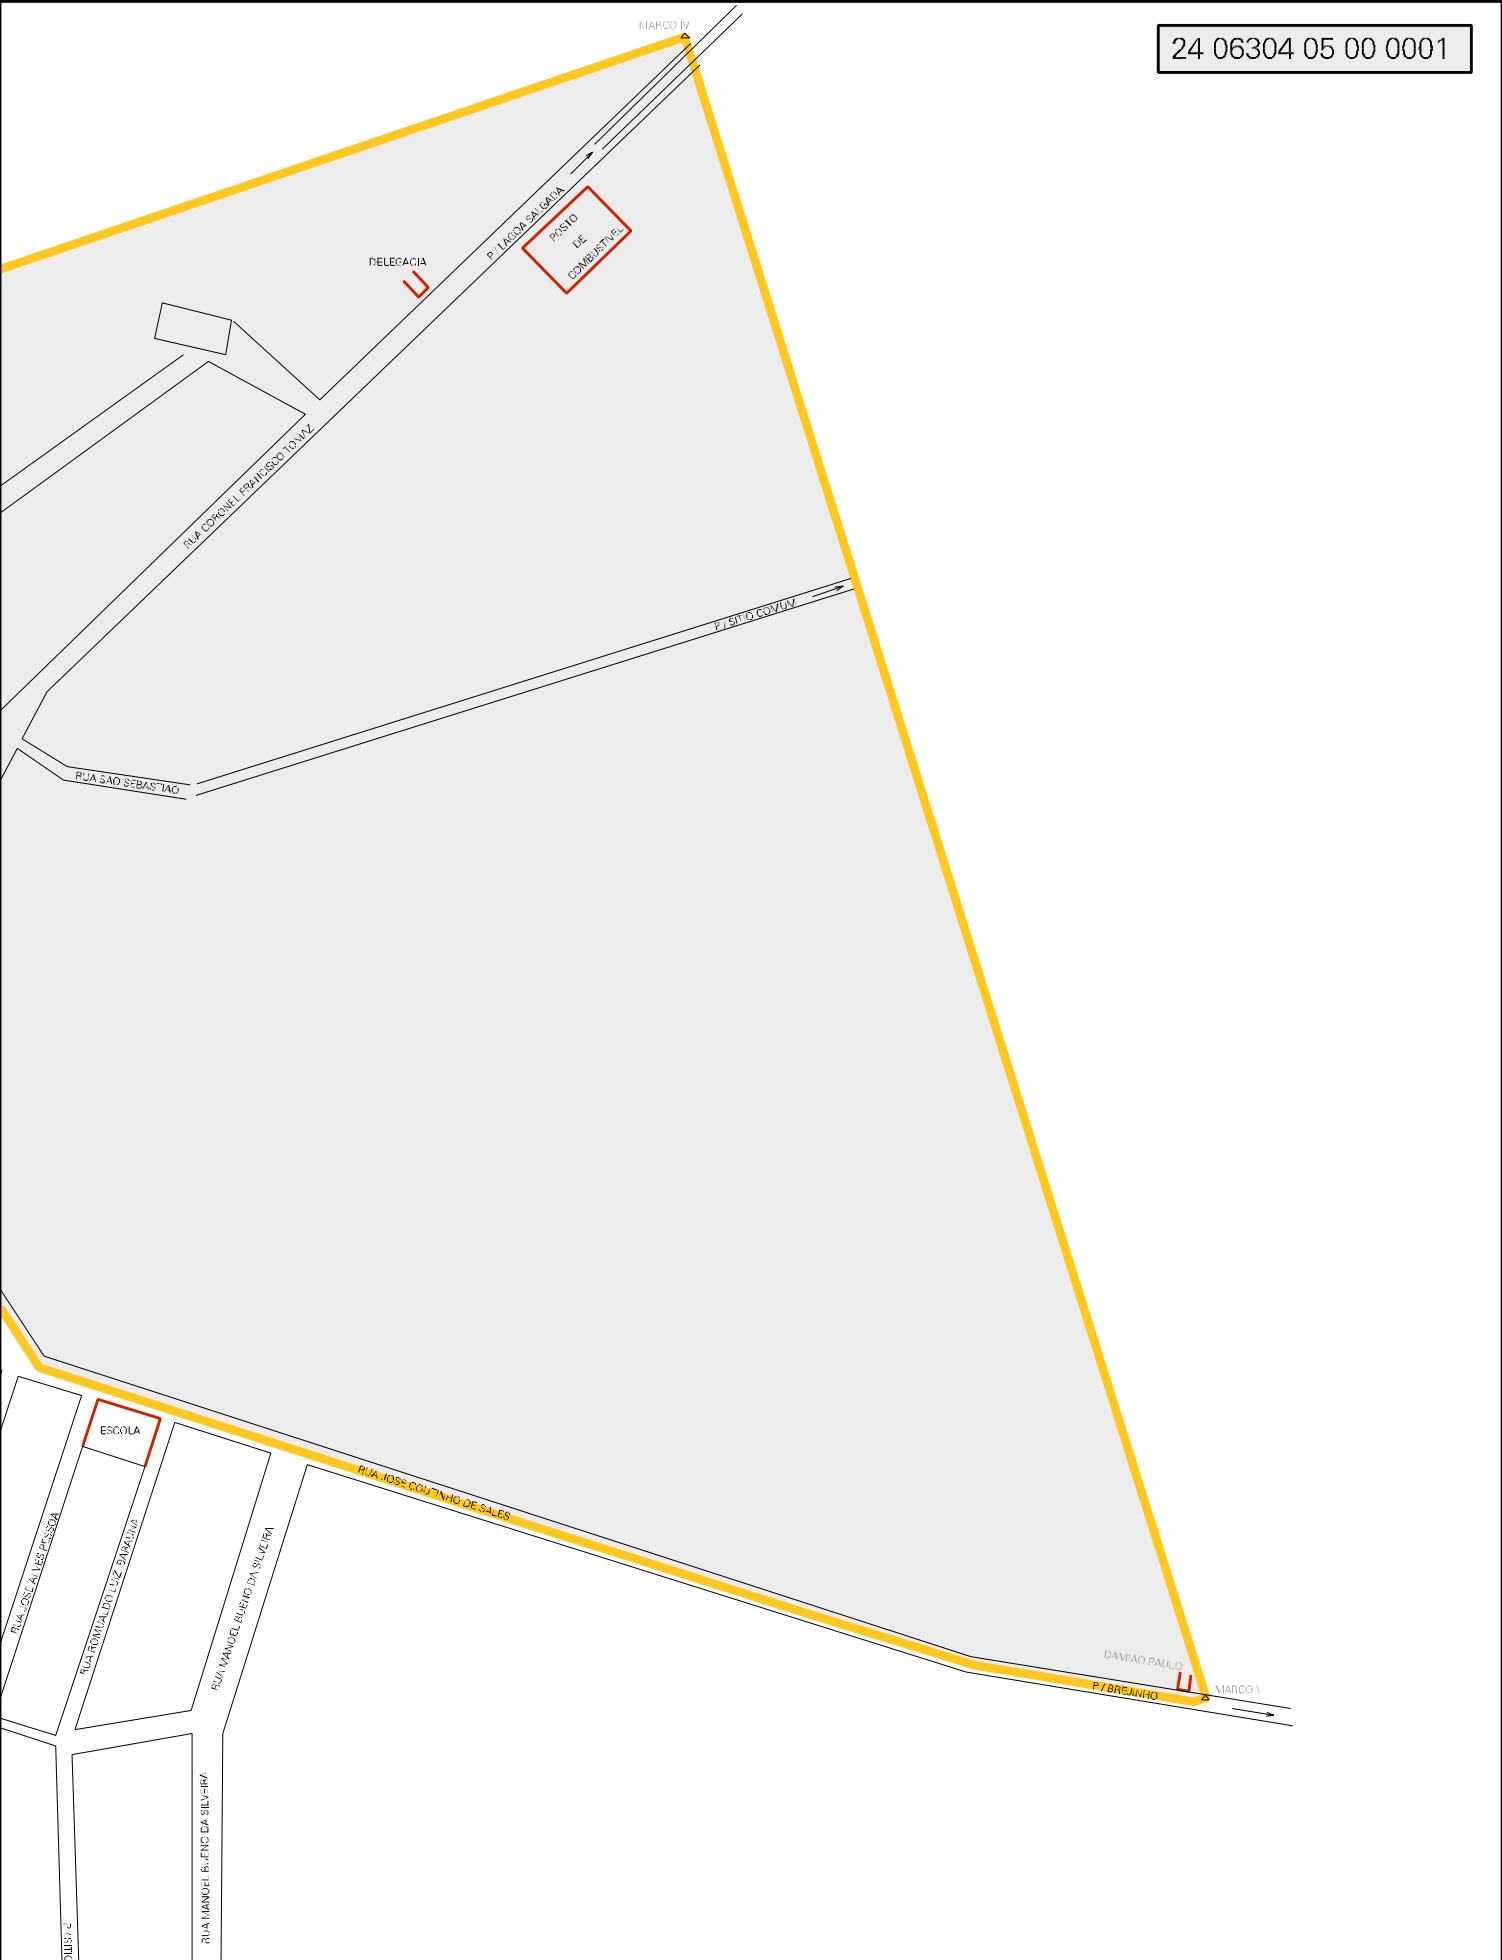 MARCO IV
24 06304 05 00 0001
P / LAGOA SALGADA
POSTO
DE
COMBUSTIVEL
DELEGACIA
RUA CORONEL FRANCISCO TOMAZ
P / SITIO COMUM
RUA SAO SEBASTIAO
ESCOLA
RUA JOSE COUTINHO DE SALES
RUA JOSE ALVES PESSOA
RUA ROMUALDO LUIZ BARAUNA
RUA MANOEL BUENO DA SILVEIRA
DAMIAO PAULO
P / BREJINHO
MARCO V
RUA MANOEL BUENO DA SILVEIRA
P / SITIO